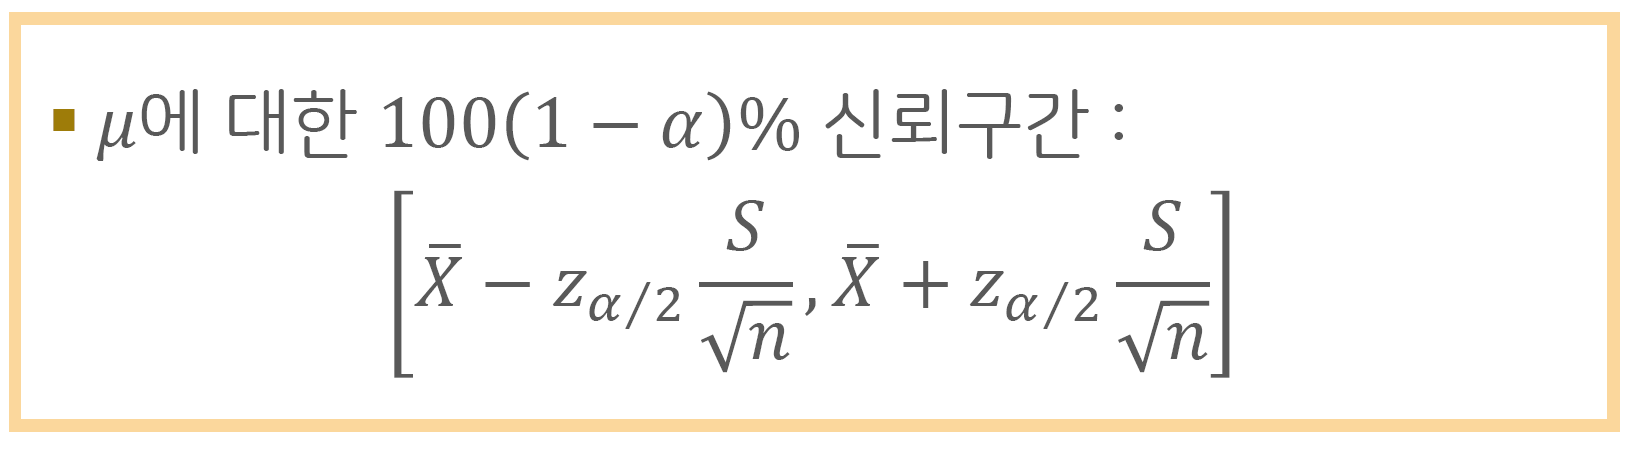 ▪ μ에 대한 100(1 − α)% 신뢰구간 :
[X̄ − z_{α/2} S/√n, X̄ + z_{α/2} S/√n]